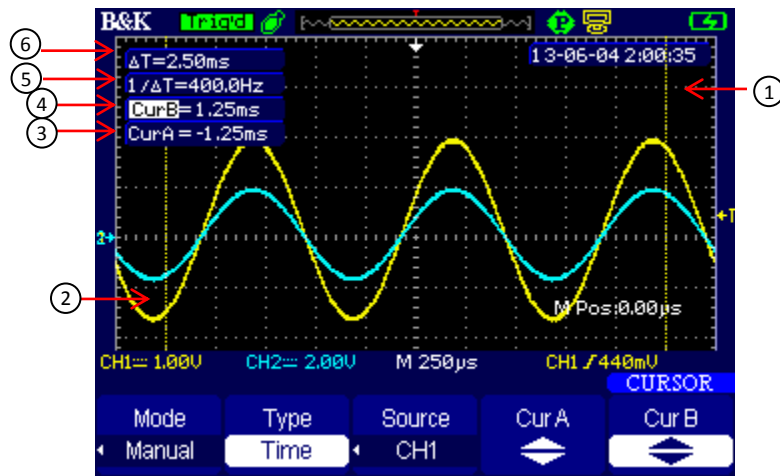 B&K Trig'd P
⑥ ΔT=2.50ms 13-06-04 2:00:35
⑤ 1/ΔT=400.0Hz ①
④ CurB=1.25ms
③ CurA=-1.25ms
T
2
② M Pos:0.00μs
CH1 1.00V CH2 2.00V M 250μs CH1 440mV
CURSOR
Mode Type Source Cur A Cur B
Manual Time CH1